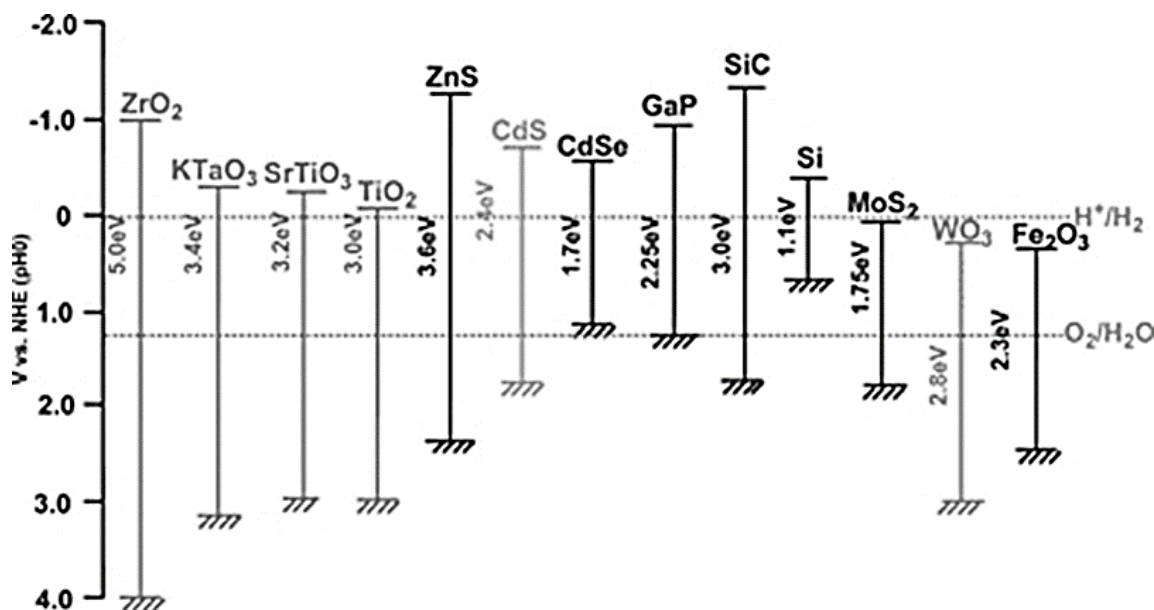 V vs. NHE (pH0)
-2.0
-1.0
0
1.0
2.0
3.0
4.0
ZrO₂
5.0eV
KTaO₃
3.4eV
SrTiO₃
3.2eV
TiO₂
3.0eV
ZnS
3.6eV
CdS
2.4eV
CdSe
1.7eV
GaP
2.25eV
SiC
3.0eV
Si
1.1eV
MoS₂
1.75eV
WO₃
2.8eV
Fe₂O₃
2.3eV
H⁺/H₂
O₂/H₂O